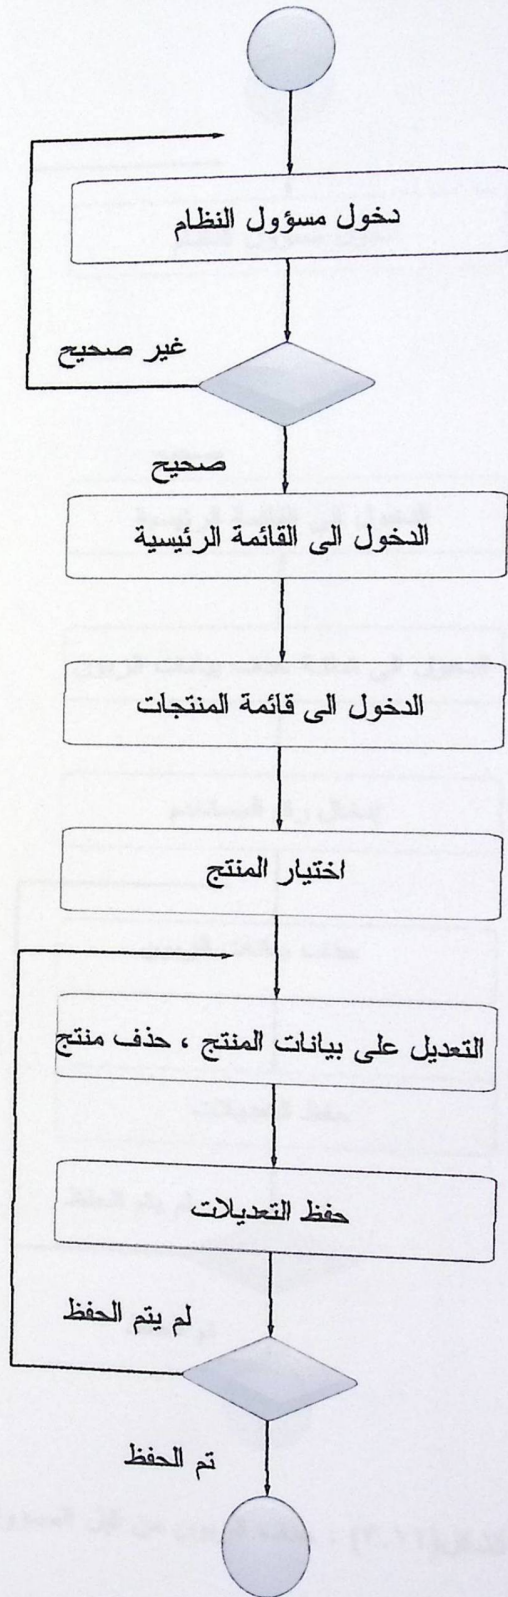 دخول مسؤول النظام
غير صحيح
صحيح
الدخول الى القائمة الرئيسية
الدخول الى قائمة المنتجات
اختيار المنتج
التعديل على بيانات المنتج ، حذف منتج
حفظ التعديلات
لم يتم الحفظ
تم الحفظ